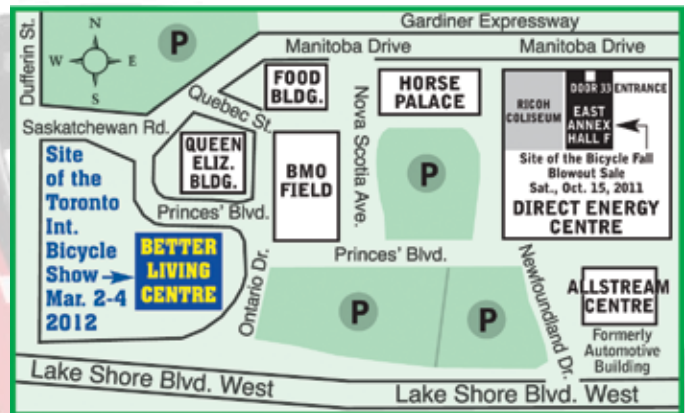 Gardiner Expressway
Dufferin St.
N
W
E
S
P
Manitoba Drive
Manitoba Drive
FOOD
BLDG.
HORSE
PALACE
RICOH
COLISEUM
DOOR 33
ENTRANCE
EAST
ANNEX
HALL F
Quebec St.
Nova Scotia Ave.
Saskatchewan Rd.
QUEEN
ELIZ.
BLDG.
BMO
FIELD
P
Site of the Bicycle Fall
Blowout Sale
Sat., Oct. 15, 2011
DIRECT ENERGY
CENTRE
Site
of the
Toronto
Int.
Bicycle
Show
Mar. 2-4
2012
Princes' Blvd.
BETTER
LIVING
CENTRE
Ontario Dr.
Princes' Blvd.
P
P
Newfoundland Dr.
ALLSTREAM
CENTRE
Formerly
Automotive
Building
Lake Shore Blvd. West
Lake Shore Blvd. West